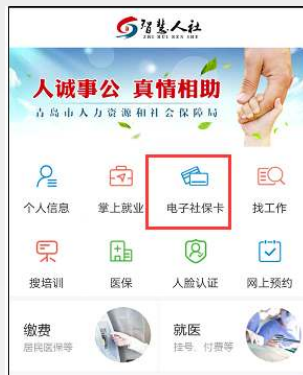 智慧人社
ZHI HUI REN SHE
人诚事公 真情相助
青岛市人力资源和社会保障局
个人信息
掌上就业
电子社保卡
找工作
搜培训
医保
人脸认证
网上预约
缴费
居民医保等
就医
挂号、付费等